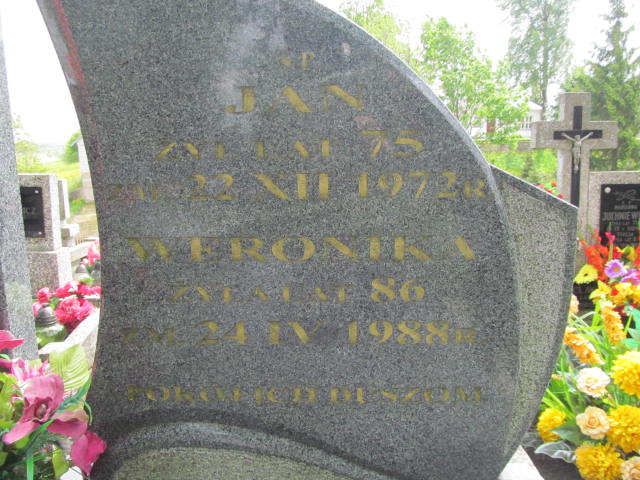 ŚP.
JAN
ŻYŁ LAT 75
ZM. 22 XII 1972R
WERONIKA
ŻYŁA LAT 86
ZM. 24 IV 1988R
POKÓJ ICH DUSZOM